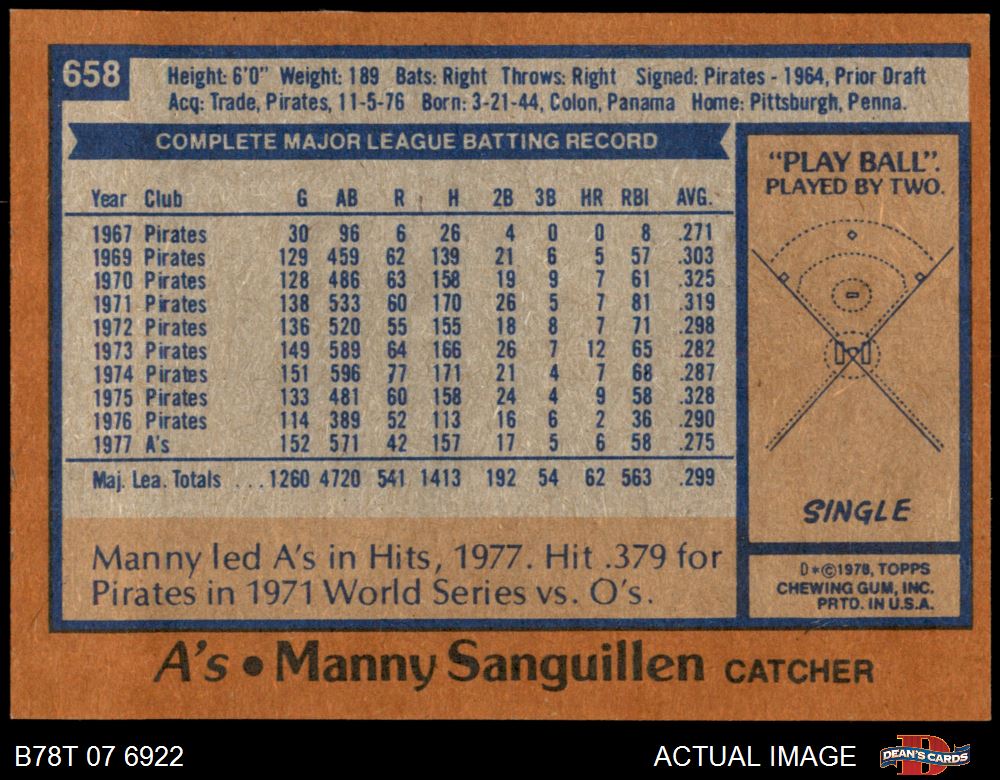 658
Height: 6'0" Weight: 189 Bats: Right Throws: Right Signed: Pirates - 1964, Prior Draft
Acq: Trade, Pirates, 11-5-76 Born: 3-21-44, Colon, Panama Home: Pittsburgh, Penna.
COMPLETE MAJOR LEAGUE BATTING RECORD
Year Club G AB R H 2B 3B HR RBI AVG.
1967 Pirates 30 96 6 26 4 0 0 8 .271
1969 Pirates 129 459 62 139 21 6 5 57 .303
1970 Pirates 128 486 63 158 19 9 7 61 .325
1971 Pirates 138 533 60 170 26 5 7 81 .319
1972 Pirates 136 520 55 155 18 8 7 71 .298
1973 Pirates 149 589 64 166 26 7 12 65 .282
1974 Pirates 151 596 77 171 21 4 7 68 .287
1975 Pirates 133 481 60 158 24 4 9 58 .328
1976 Pirates 114 389 52 113 16 6 2 36 .290
1977 A's 152 571 42 157 17 5 6 58 .275
Maj. Lea. Totals ... 1260 4720 541 1413 192 54 62 563 .299
Manny led A's in Hits, 1977. Hit .379 for
Pirates in 1971 World Series vs. O's.
"PLAY BALL".
PLAYED BY TWO.
SINGLE
D*©1978, TOPPS
CHEWING GUM, INC.
PRTD. IN U.S.A.
A's • Manny Sanguillen CATCHER
B78T 07 6922
ACTUAL IMAGE
D
DEAN'S CARDS